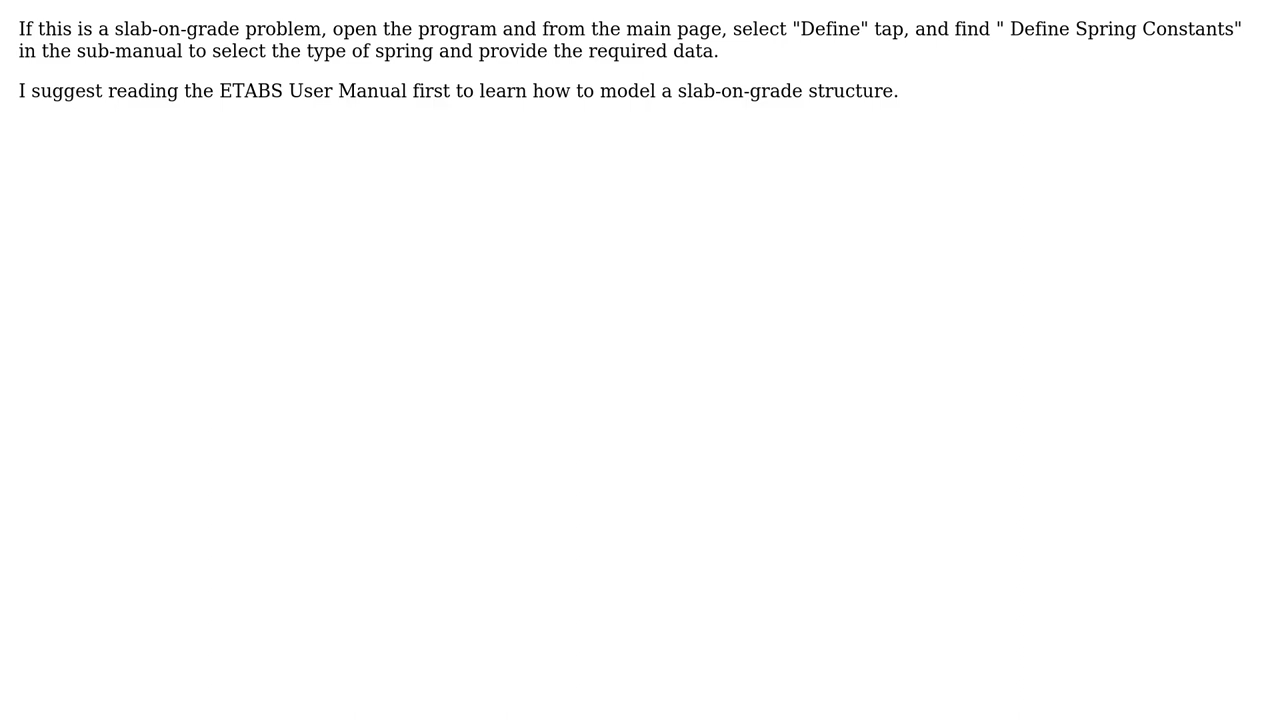 If this is a slab-on-grade problem, open the program and from the main page, select "Define" tap, and find " Define Spring Constants"
in the sub-manual to select the type of spring and provide the required data.
I suggest reading the ETABS User Manual first to learn how to model a slab-on-grade structure.